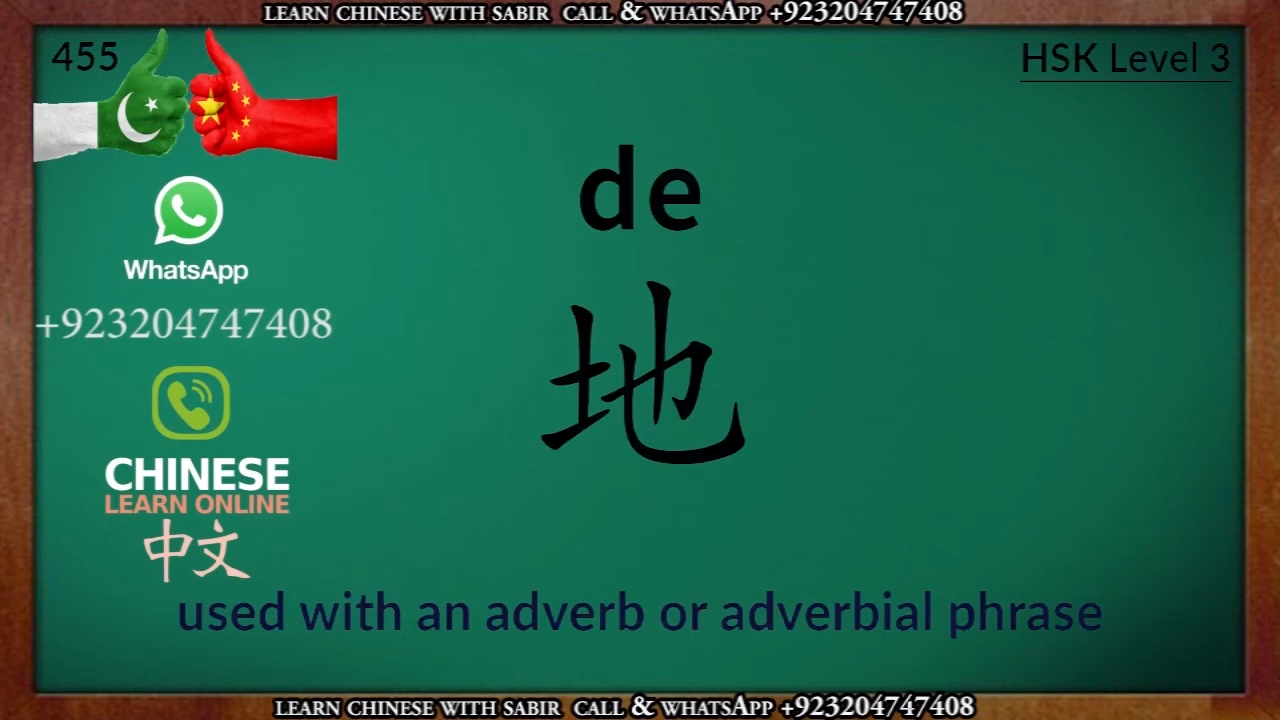 LEARN CHINESE WITH SABIR CALL & WHATSAPP +923204747408
455
HSK Level 3
de
地
WhatsApp
+923204747408
CHINESE
LEARN ONLINE
中文
used with an adverb or adverbial phrase
LEARN CHINESE WITH SABIR CALL & WHATSAPP +923204747408